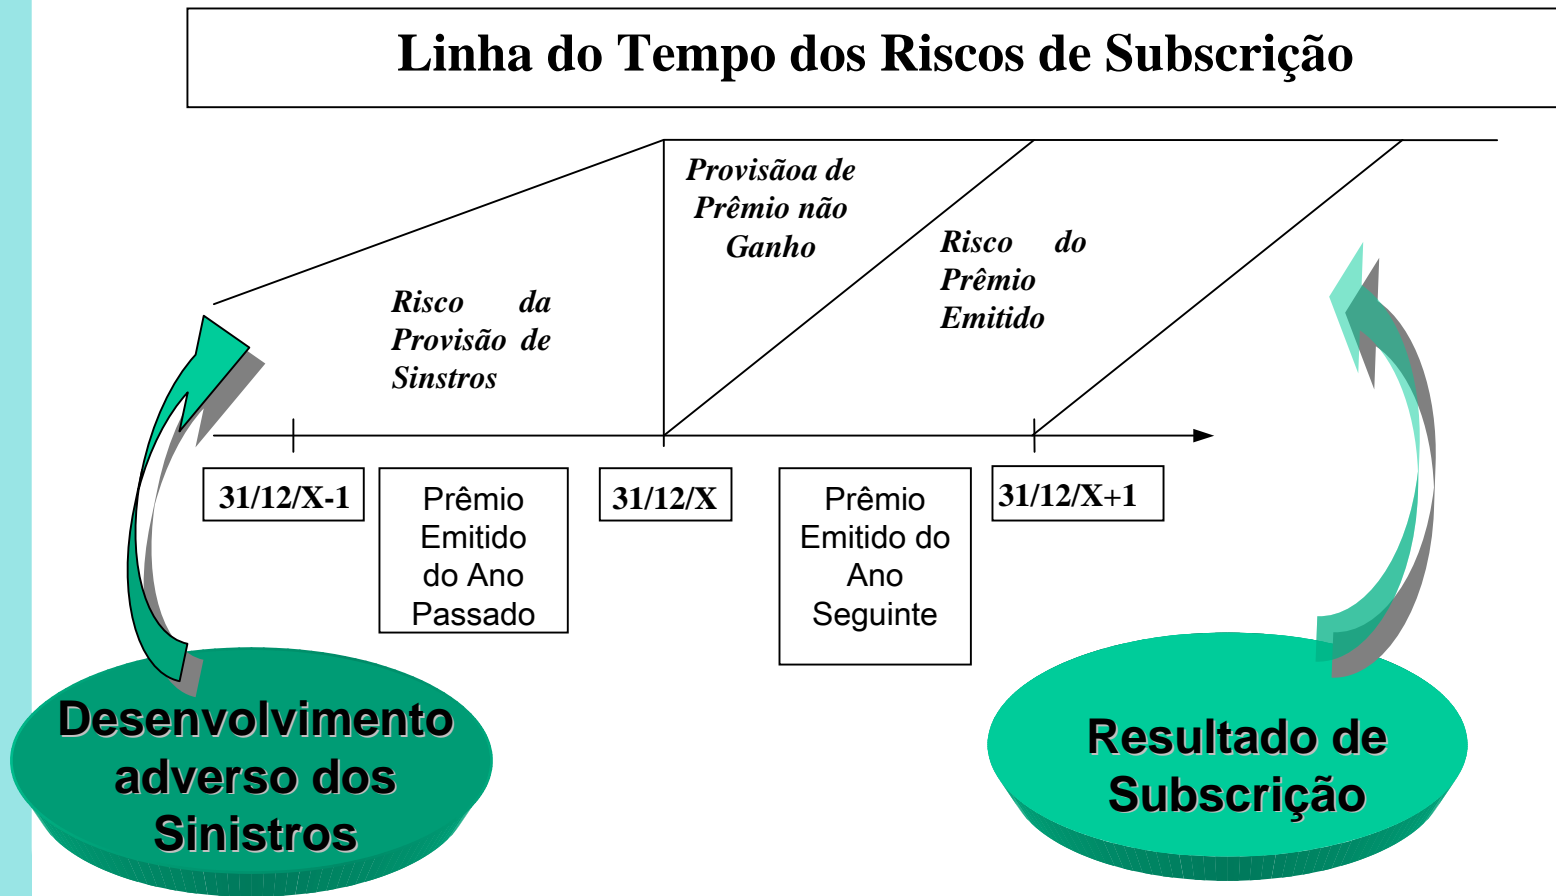 Linha do Tempo dos Riscos de Subscrição
Provisãoa de
Prêmio não
Ganho
Risco do
Prêmio
Emitido
Risco da
Provisão de
Sinstros
31/12/X-1
Prêmio
Emitido
do Ano
Passado
31/12/X
Prêmio
Emitido do
Ano
Seguinte
31/12/X+1
Desenvolvimento
adverso dos
Sinistros
Resultado de
Subscrição